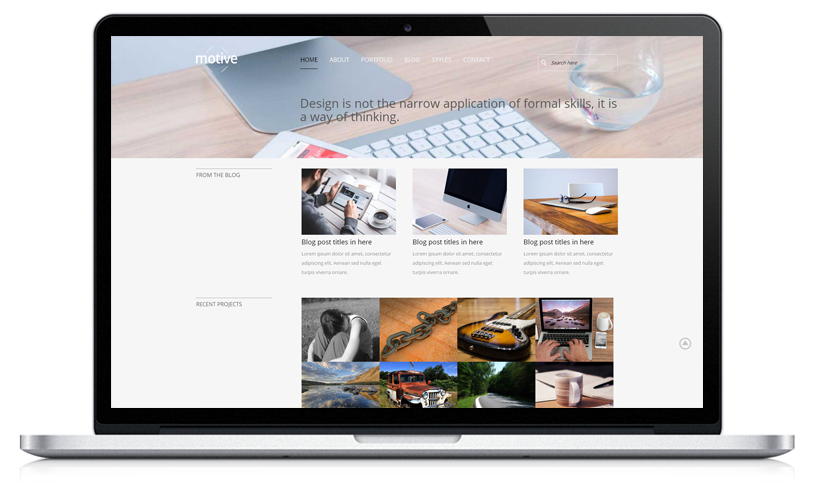 motive
HOME ABOUT PORTFOLIO BLOG STYLES CONTACT
Search here
Design is not the narrow application of formal skills, it is
a way of thinking.
FROM THE BLOG
Blog post titles in here
Lorem ipsum dolor sit amet, consectetur
adipiscing elit. Aenean sed nulla eget
turpis viverra ornare.
Blog post titles in here
Lorem ipsum dolor sit amet, consectetur
adipiscing elit. Aenean sed nulla eget
turpis viverra ornare.
Blog post titles in here
Lorem ipsum dolor sit amet, consectetur
adipiscing elit. Aenean sed nulla eget
turpis viverra ornare.
RECENT PROJECTS